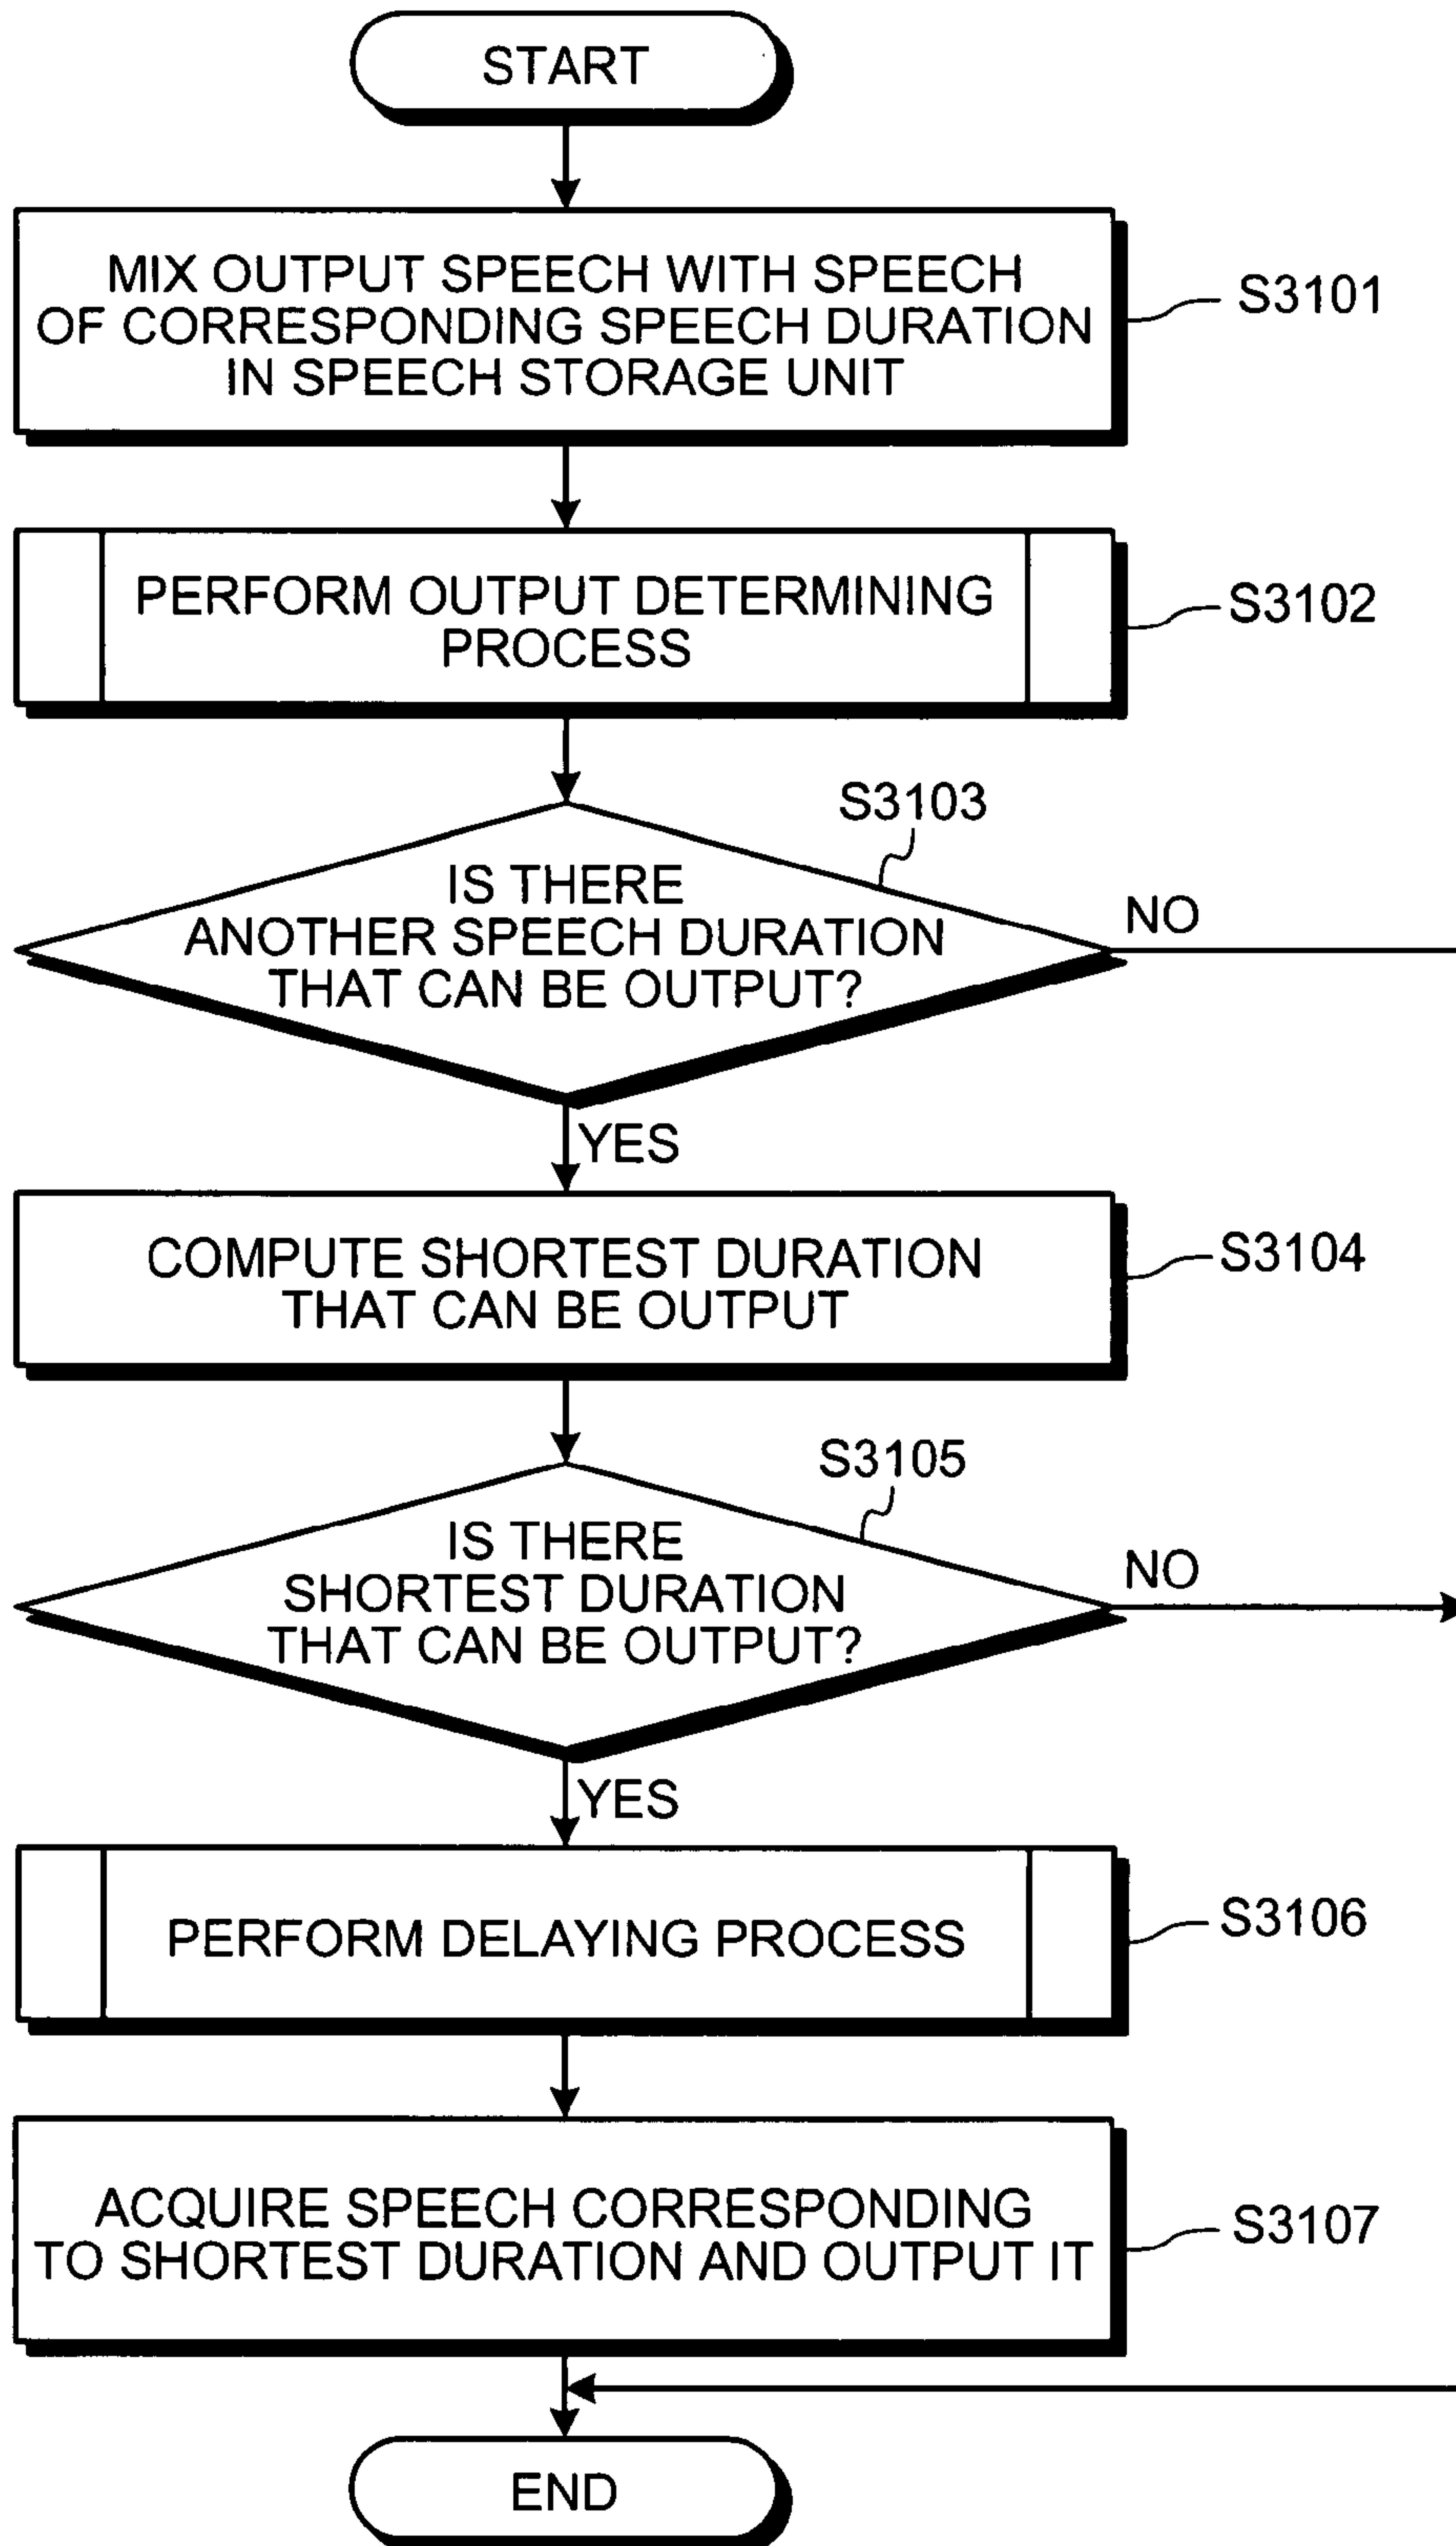 START
MIX OUTPUT SPEECH WITH SPEECH
OF CORRESPONDING SPEECH DURATION
IN SPEECH STORAGE UNIT
S3101
PERFORM OUTPUT DETERMINING
PROCESS
S3102
S3103
IS THERE
ANOTHER SPEECH DURATION
THAT CAN BE OUTPUT?
NO
YES
COMPUTE SHORTEST DURATION
THAT CAN BE OUTPUT
S3104
S3105
IS THERE
SHORTEST DURATION
THAT CAN BE OUTPUT?
NO
YES
PERFORM DELAYING PROCESS
S3106
ACQUIRE SPEECH CORRESPONDING
TO SHORTEST DURATION AND OUTPUT IT
S3107
END